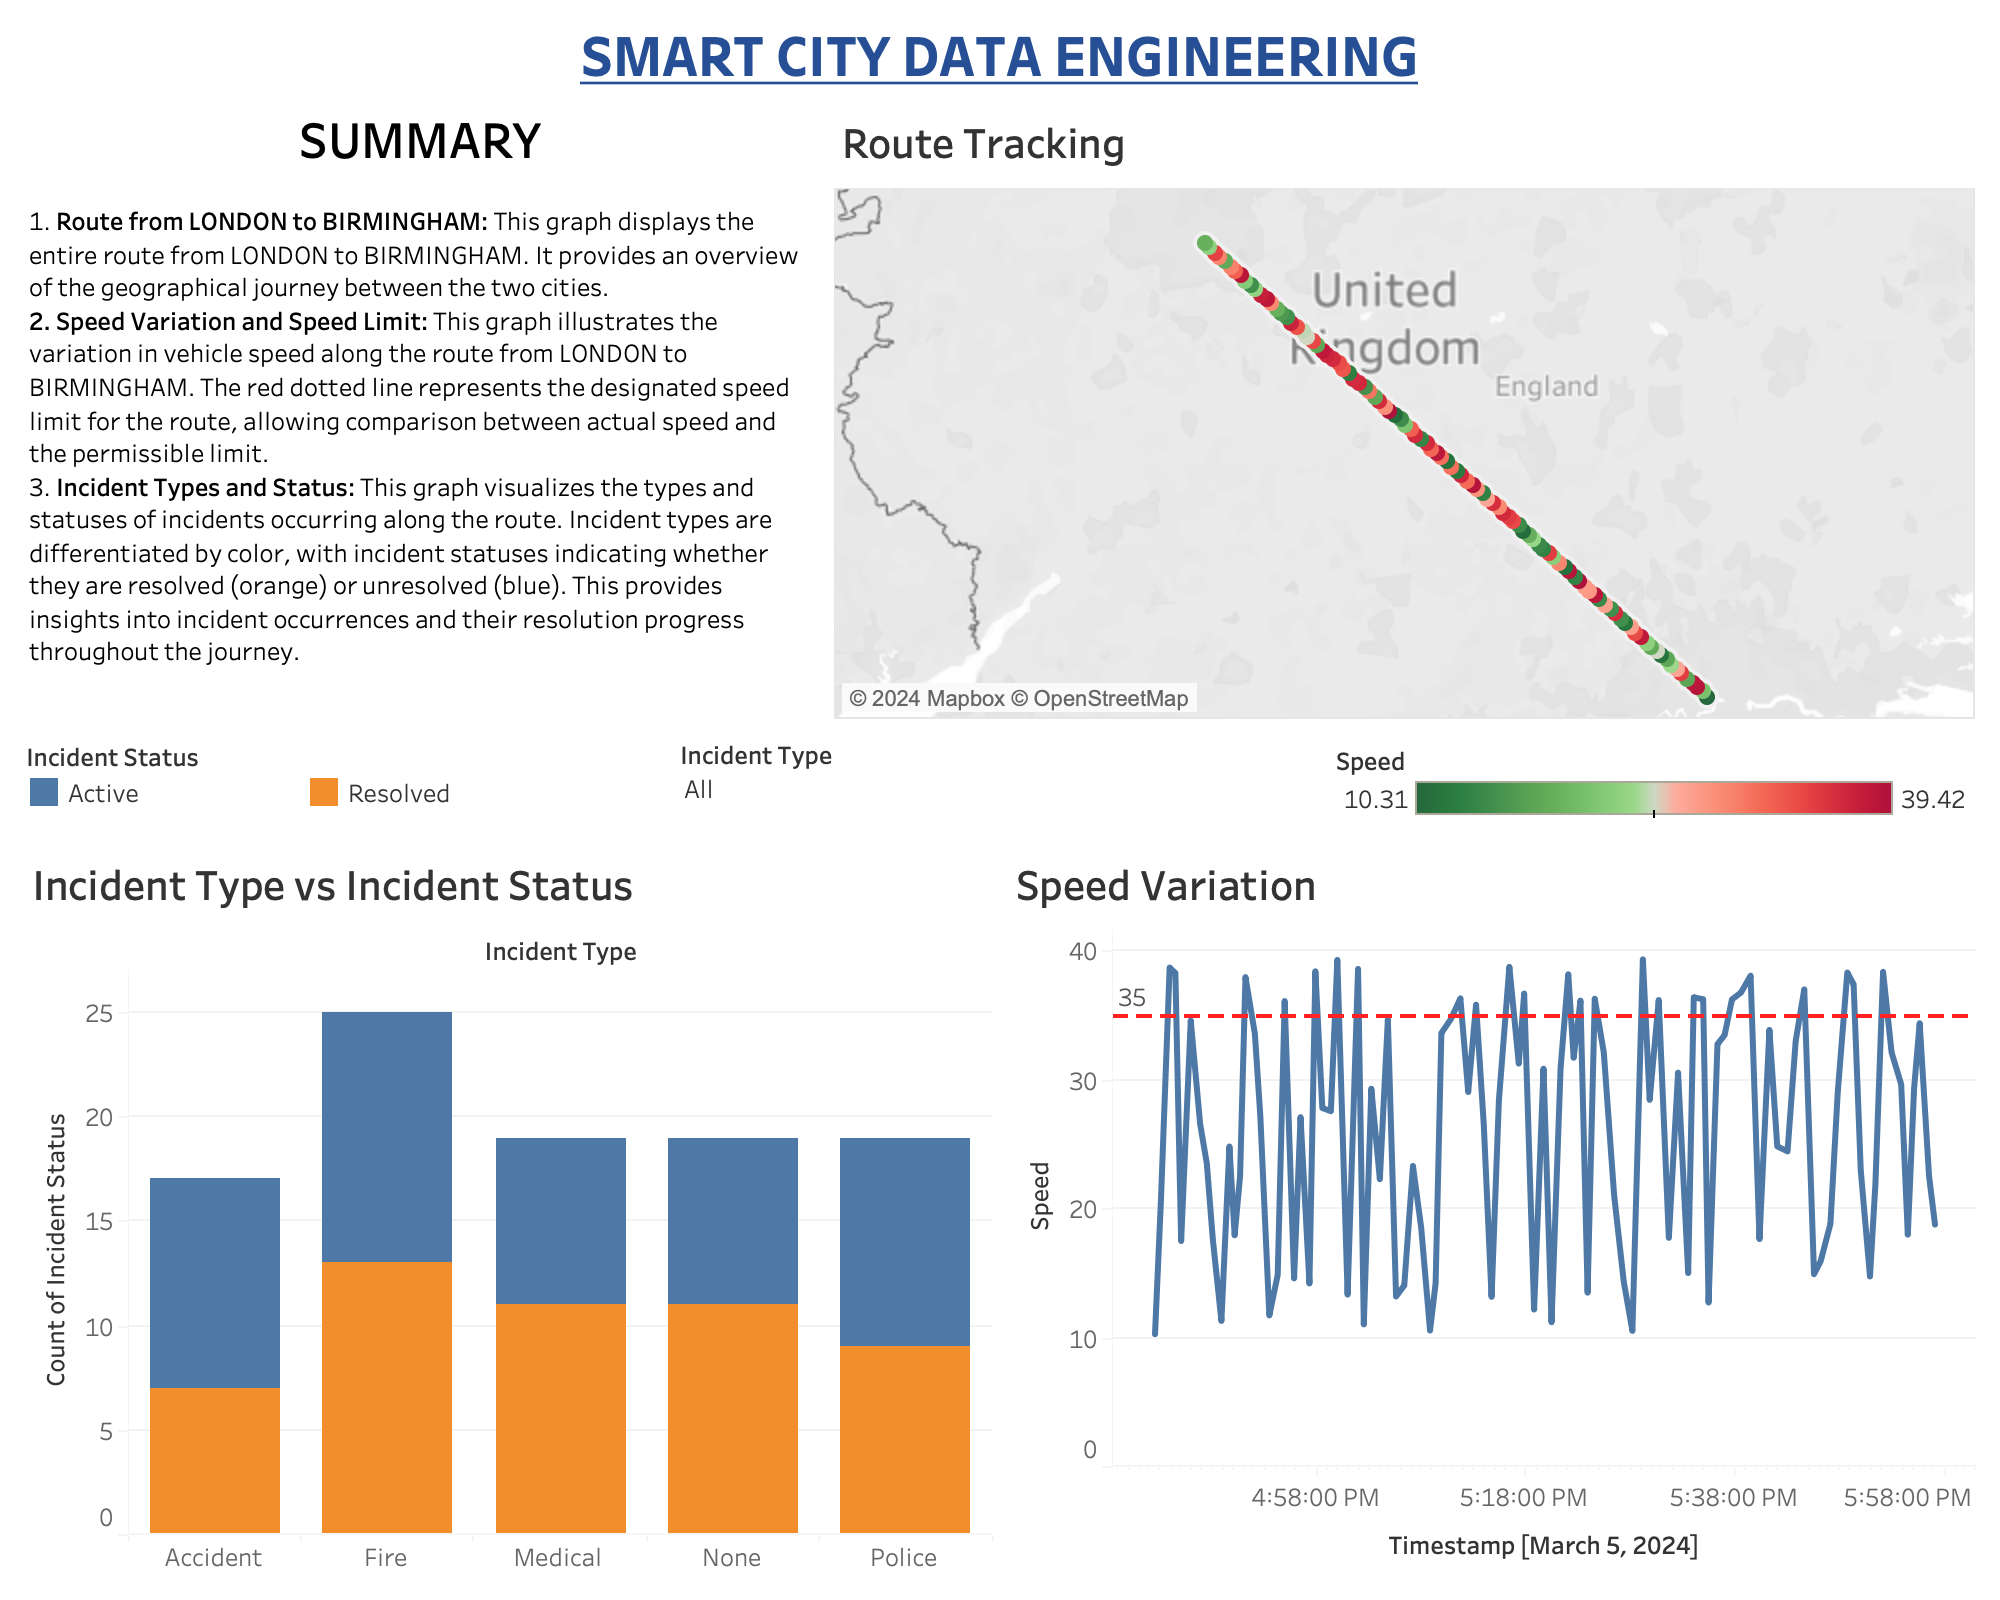 SMART CITY DATA ENGINEERING
SUMMARY
1. Route from LONDON to BIRMINGHAM: This graph displays the
entire route from LONDON to BIRMINGHAM. It provides an overview
of the geographical journey between the two cities.
2. Speed Variation and Speed Limit: This graph illustrates the
variation in vehicle speed along the route from LONDON to
BIRMINGHAM. The red dotted line represents the designated speed
limit for the route, allowing comparison between actual speed and
the permissible limit.
3. Incident Types and Status: This graph visualizes the types and
statuses of incidents occurring along the route. Incident types are
differentiated by color, with incident statuses indicating whether
they are resolved (orange) or unresolved (blue). This provides
insights into incident occurrences and their resolution progress
throughout the journey.
Route Tracking
United
Kingdom
England
© 2024 Mapbox © OpenStreetMap
Incident Status
Active
Resolved
Incident Type
All
Speed
10.31
39.42
Incident Type vs Incident Status
Incident Type
Count of Incident Status
25
20
15
10
5
0
Accident
Fire
Medical
None
Police
Speed Variation
Speed
40
35
30
20
10
0
4:58:00 PM
5:18:00 PM
5:38:00 PM
5:58:00 PM
Timestamp [March 5, 2024]